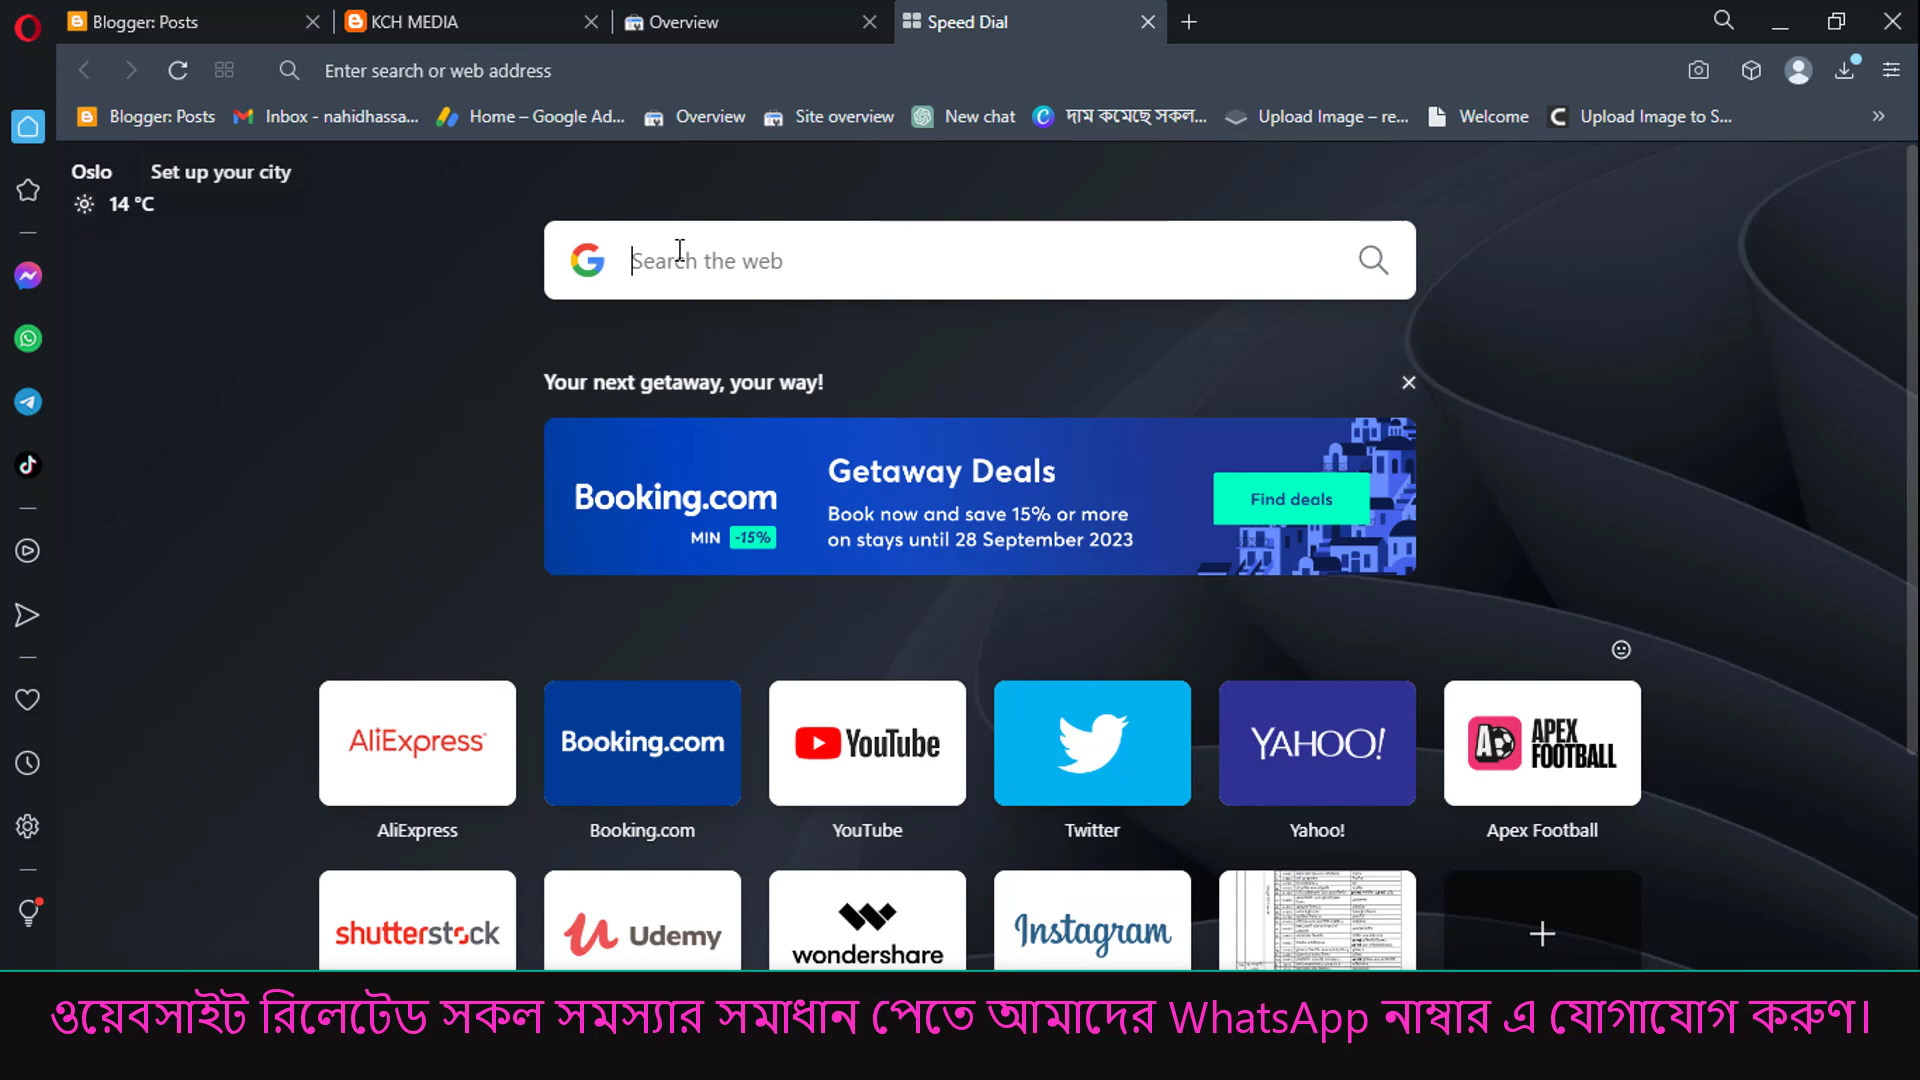 Blogger: Posts
KCH MEDIA
Overview
Speed Dial
Enter search or web address
Blogger: Posts
Inbox - nahidhassa...
Home – Google Ad...
Overview
Site overview
New chat
দাম কমেছে সকল...
Upload Image – re...
Welcome
Upload Image to S...
Oslo
Set up your city
14 °C
Search the web
Your next getaway, your way!
Booking.com
MIN -15%
Getaway Deals
Book now and save 15% or more
on stays until 28 September 2023
Find deals
AliExpress
Booking.com
YouTube
YAHOO!
APEX
FOOTBALL
AliExpress
Booking.com
YouTube
Twitter
Yahoo!
Apex Football
shutterstock
Udemy
wondershare
Instagram
ওয়েবসাইট রিলেটেড সকল সমস্যার সমাধান পেতে আমাদের WhatsApp নাম্বার এ যোগাযোগ করুণ।